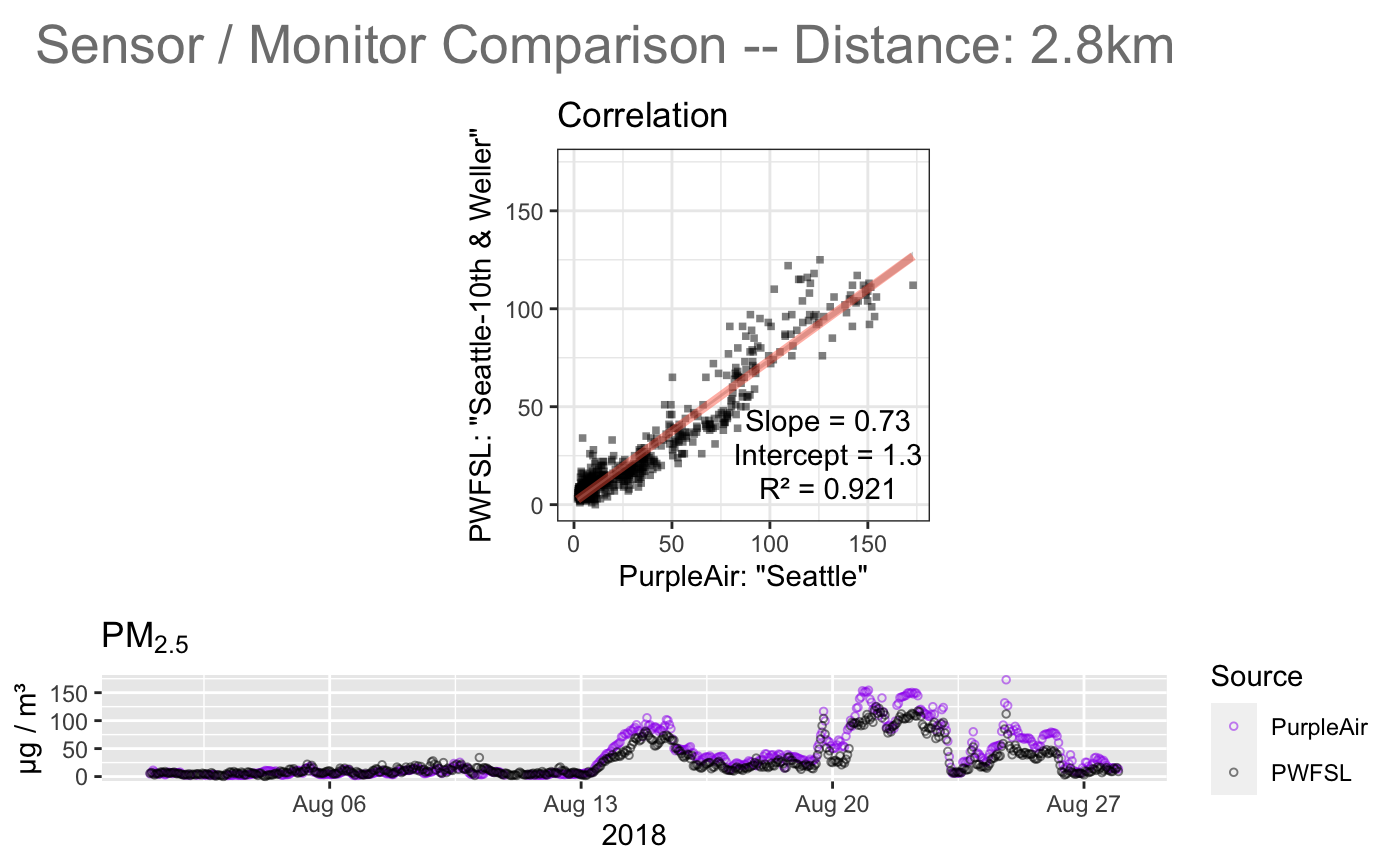 Sensor / Monitor Comparison -- Distance: 2.8km
Correlation
PWFSL: "Seattle-10th & Weller"
150
100
50
0
Slope = 0.73
Intercept = 1.3
R² = 0.921
0 50 100 150
PurpleAir: "Seattle"
PM2.5
µg / m³
150
100
50
0
Aug 06 Aug 13 Aug 20 Aug 27
2018
Source
PurpleAir
PWFSL